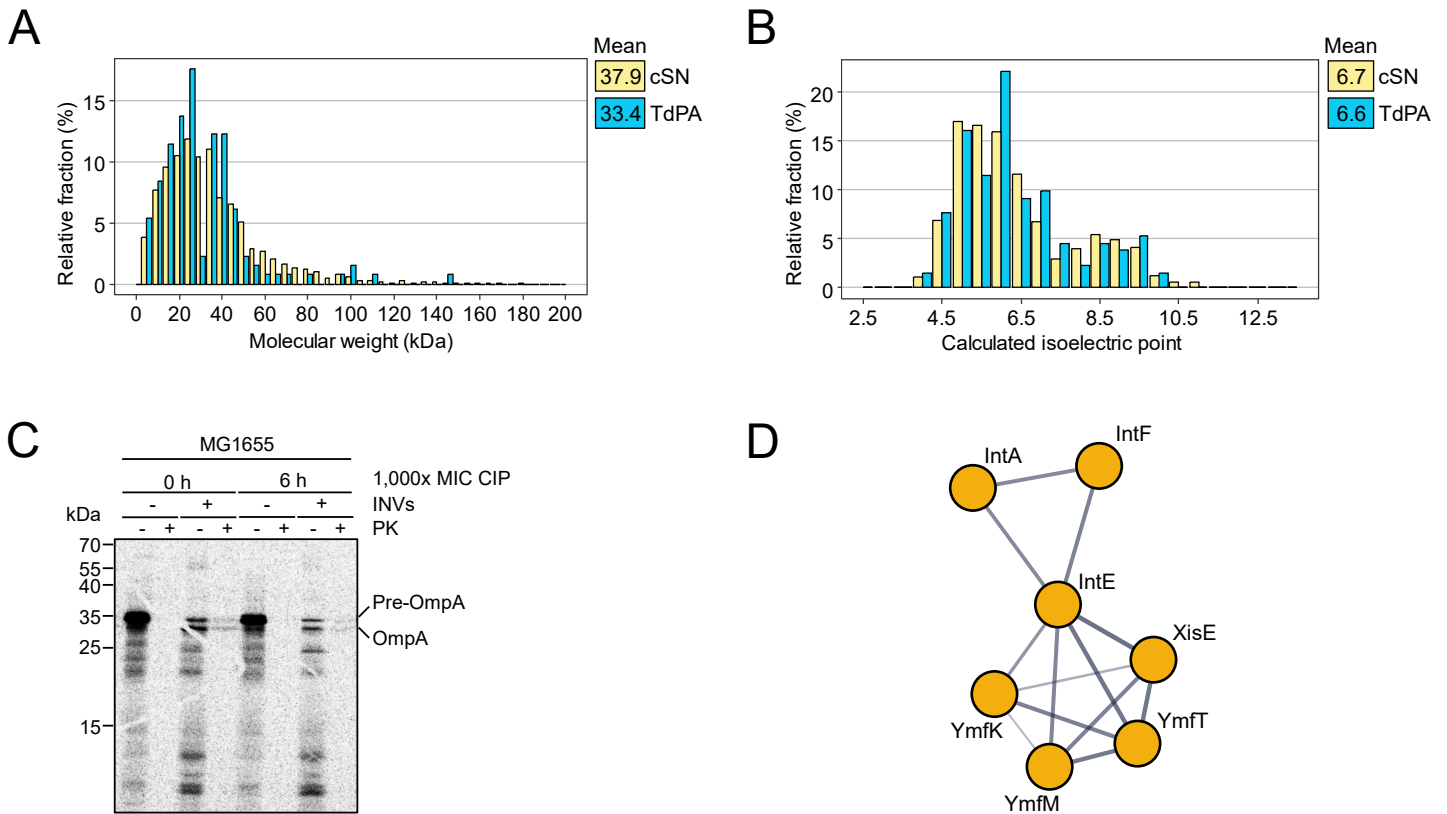 A
Mean
37.9 cSN
33.4 TdPA
Relative fraction (%)
15
10
5
0
0 20 40 60 80 100 120 140 160 180 200
Molecular weight (kDa)
B
Mean
6.7 cSN
6.6 TdPA
Relative fraction (%)
20
15
10
5
0
2.5 4.5 6.5 8.5 10.5 12.5
Calculated isoelectric point
C
MG1655
0 h 6 h 1,000x MIC CIP
- + - + INVs
kDa
- + - + - + - + PK
70
55
40
35
25
15
Pre-OmpA
OmpA
D
IntF
IntA
IntE
XisE
YmfT
YmfK
YmfM